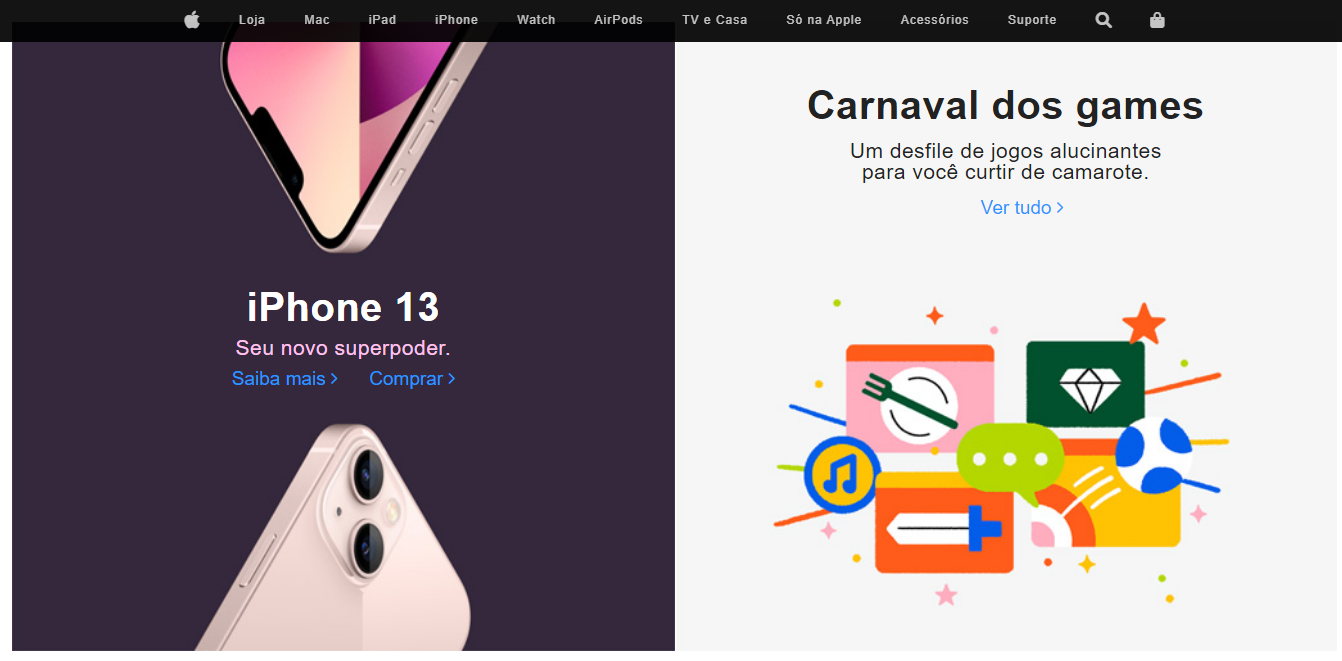 Loja Mac iPad iPhone Watch AirPods TV e Casa Só na Apple Acessórios Suporte
iPhone 13
Seu novo superpoder.
Saiba mais > Comprar >
Carnaval dos games
Um desfile de jogos alucinantes
para você curtir de camarote.
Ver tudo >